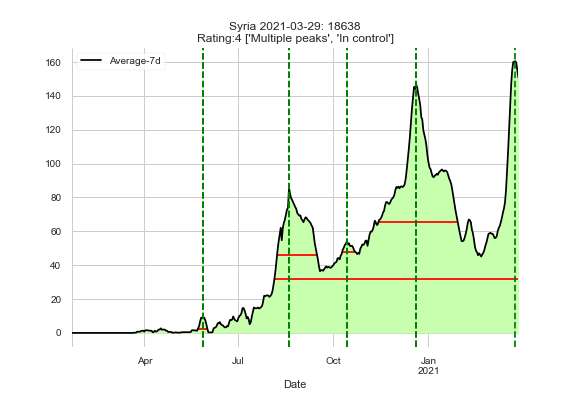 Syria 2021-03-29: 18638
Rating:4 ['Multiple peaks', 'In control']
Average-7d
160
140
120
100
80
60
40
20
0
Apr
Jul
Oct
Jan
2021
Date